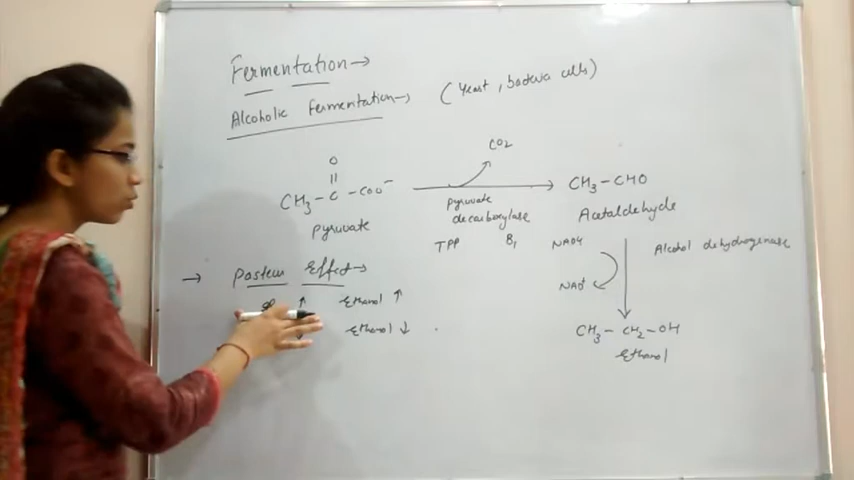 Fermentation →
Alcoholic Fermentation → (Yeast, bacteria cells)
CO2
O
||
CH3 - C - COO- → CH3 - CHO
pyruvate
pyruvate decarboxylase
Acetaldehyde
TPP B1
NADH
Alcohol dehydrogenase
NAD+
→ Pasteur Effect →
↑ Ethanol ↑
Ethanol ↓
CH3 - CH2 - OH
Ethanol